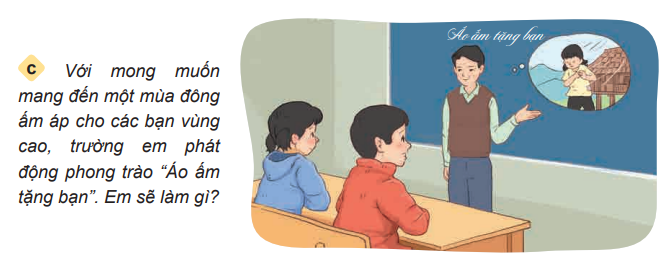 c Với mong muốn
mang đến một mùa đông
ấm áp cho các bạn vùng
cao, trường em phát
động phong trào “Áo ấm
tặng bạn”. Em sẽ làm gì?
Áo ấm tặng bạn